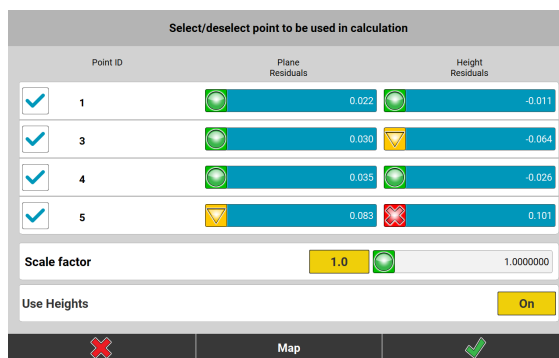 Select/deselect point to be used in calculation
Point ID Plane Residuals Height Residuals
1 0.022 -0.011
3 0.030 -0.064
4 0.035 -0.026
5 0.083 0.101
Scale factor 1.0 1.0000000
Use Heights On
Map